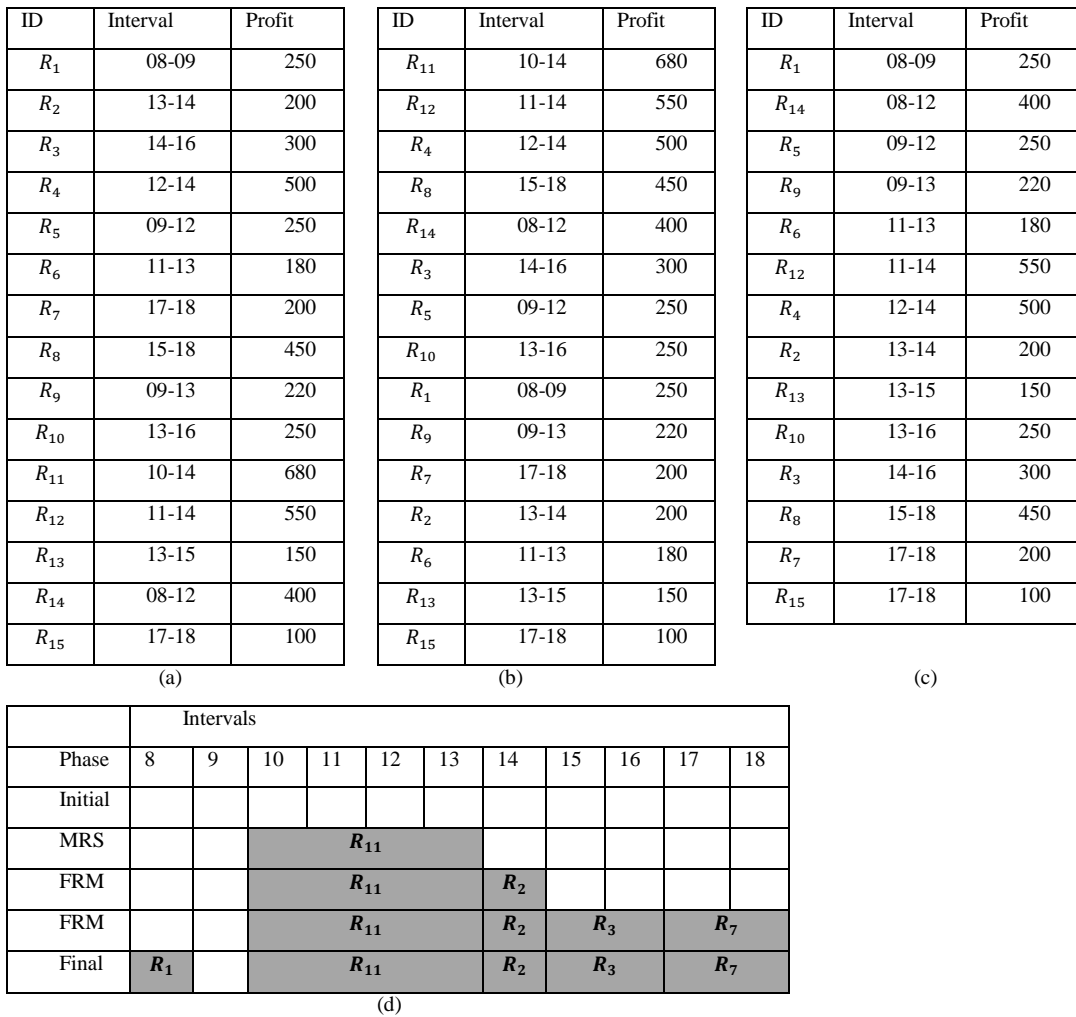 ID Interval Profit
R₁ 08-09 250
R₂ 13-14 200
R₃ 14-16 300
R₄ 12-14 500
R₅ 09-12 250
R₆ 11-13 180
R₇ 17-18 200
R₈ 15-18 450
R₉ 09-13 220
R₁₀ 13-16 250
R₁₁ 10-14 680
R₁₂ 11-14 550
R₁₃ 13-15 150
R₁₄ 08-12 400
R₁₅ 17-18 100
(a)
ID Interval Profit
R₁₁ 10-14 680
R₁₂ 11-14 550
R₄ 12-14 500
R₈ 15-18 450
R₁₄ 08-12 400
R₃ 14-16 300
R₅ 09-12 250
R₁₀ 13-16 250
R₁ 08-09 250
R₉ 09-13 220
R₇ 17-18 200
R₂ 13-14 200
R₆ 11-13 180
R₁₃ 13-15 150
R₁₅ 17-18 100
(b)
ID Interval Profit
R₁ 08-09 250
R₁₄ 08-12 400
R₅ 09-12 250
R₉ 09-13 220
R₆ 11-13 180
R₁₂ 11-14 550
R₄ 12-14 500
R₂ 13-14 200
R₁₃ 13-15 150
R₁₀ 13-16 250
R₃ 14-16 300
R₈ 15-18 450
R₇ 17-18 200
R₁₅ 17-18 100
(c)
Intervals
Phase 8 9 10 11 12 13 14 15 16 17 18
Initial
MRS R₁₁
FRM R₁₁ R₂
FRM R₁₁ R₂ R₃ R₇
Final R₁ R₁₁ R₂ R₃ R₇
(d)